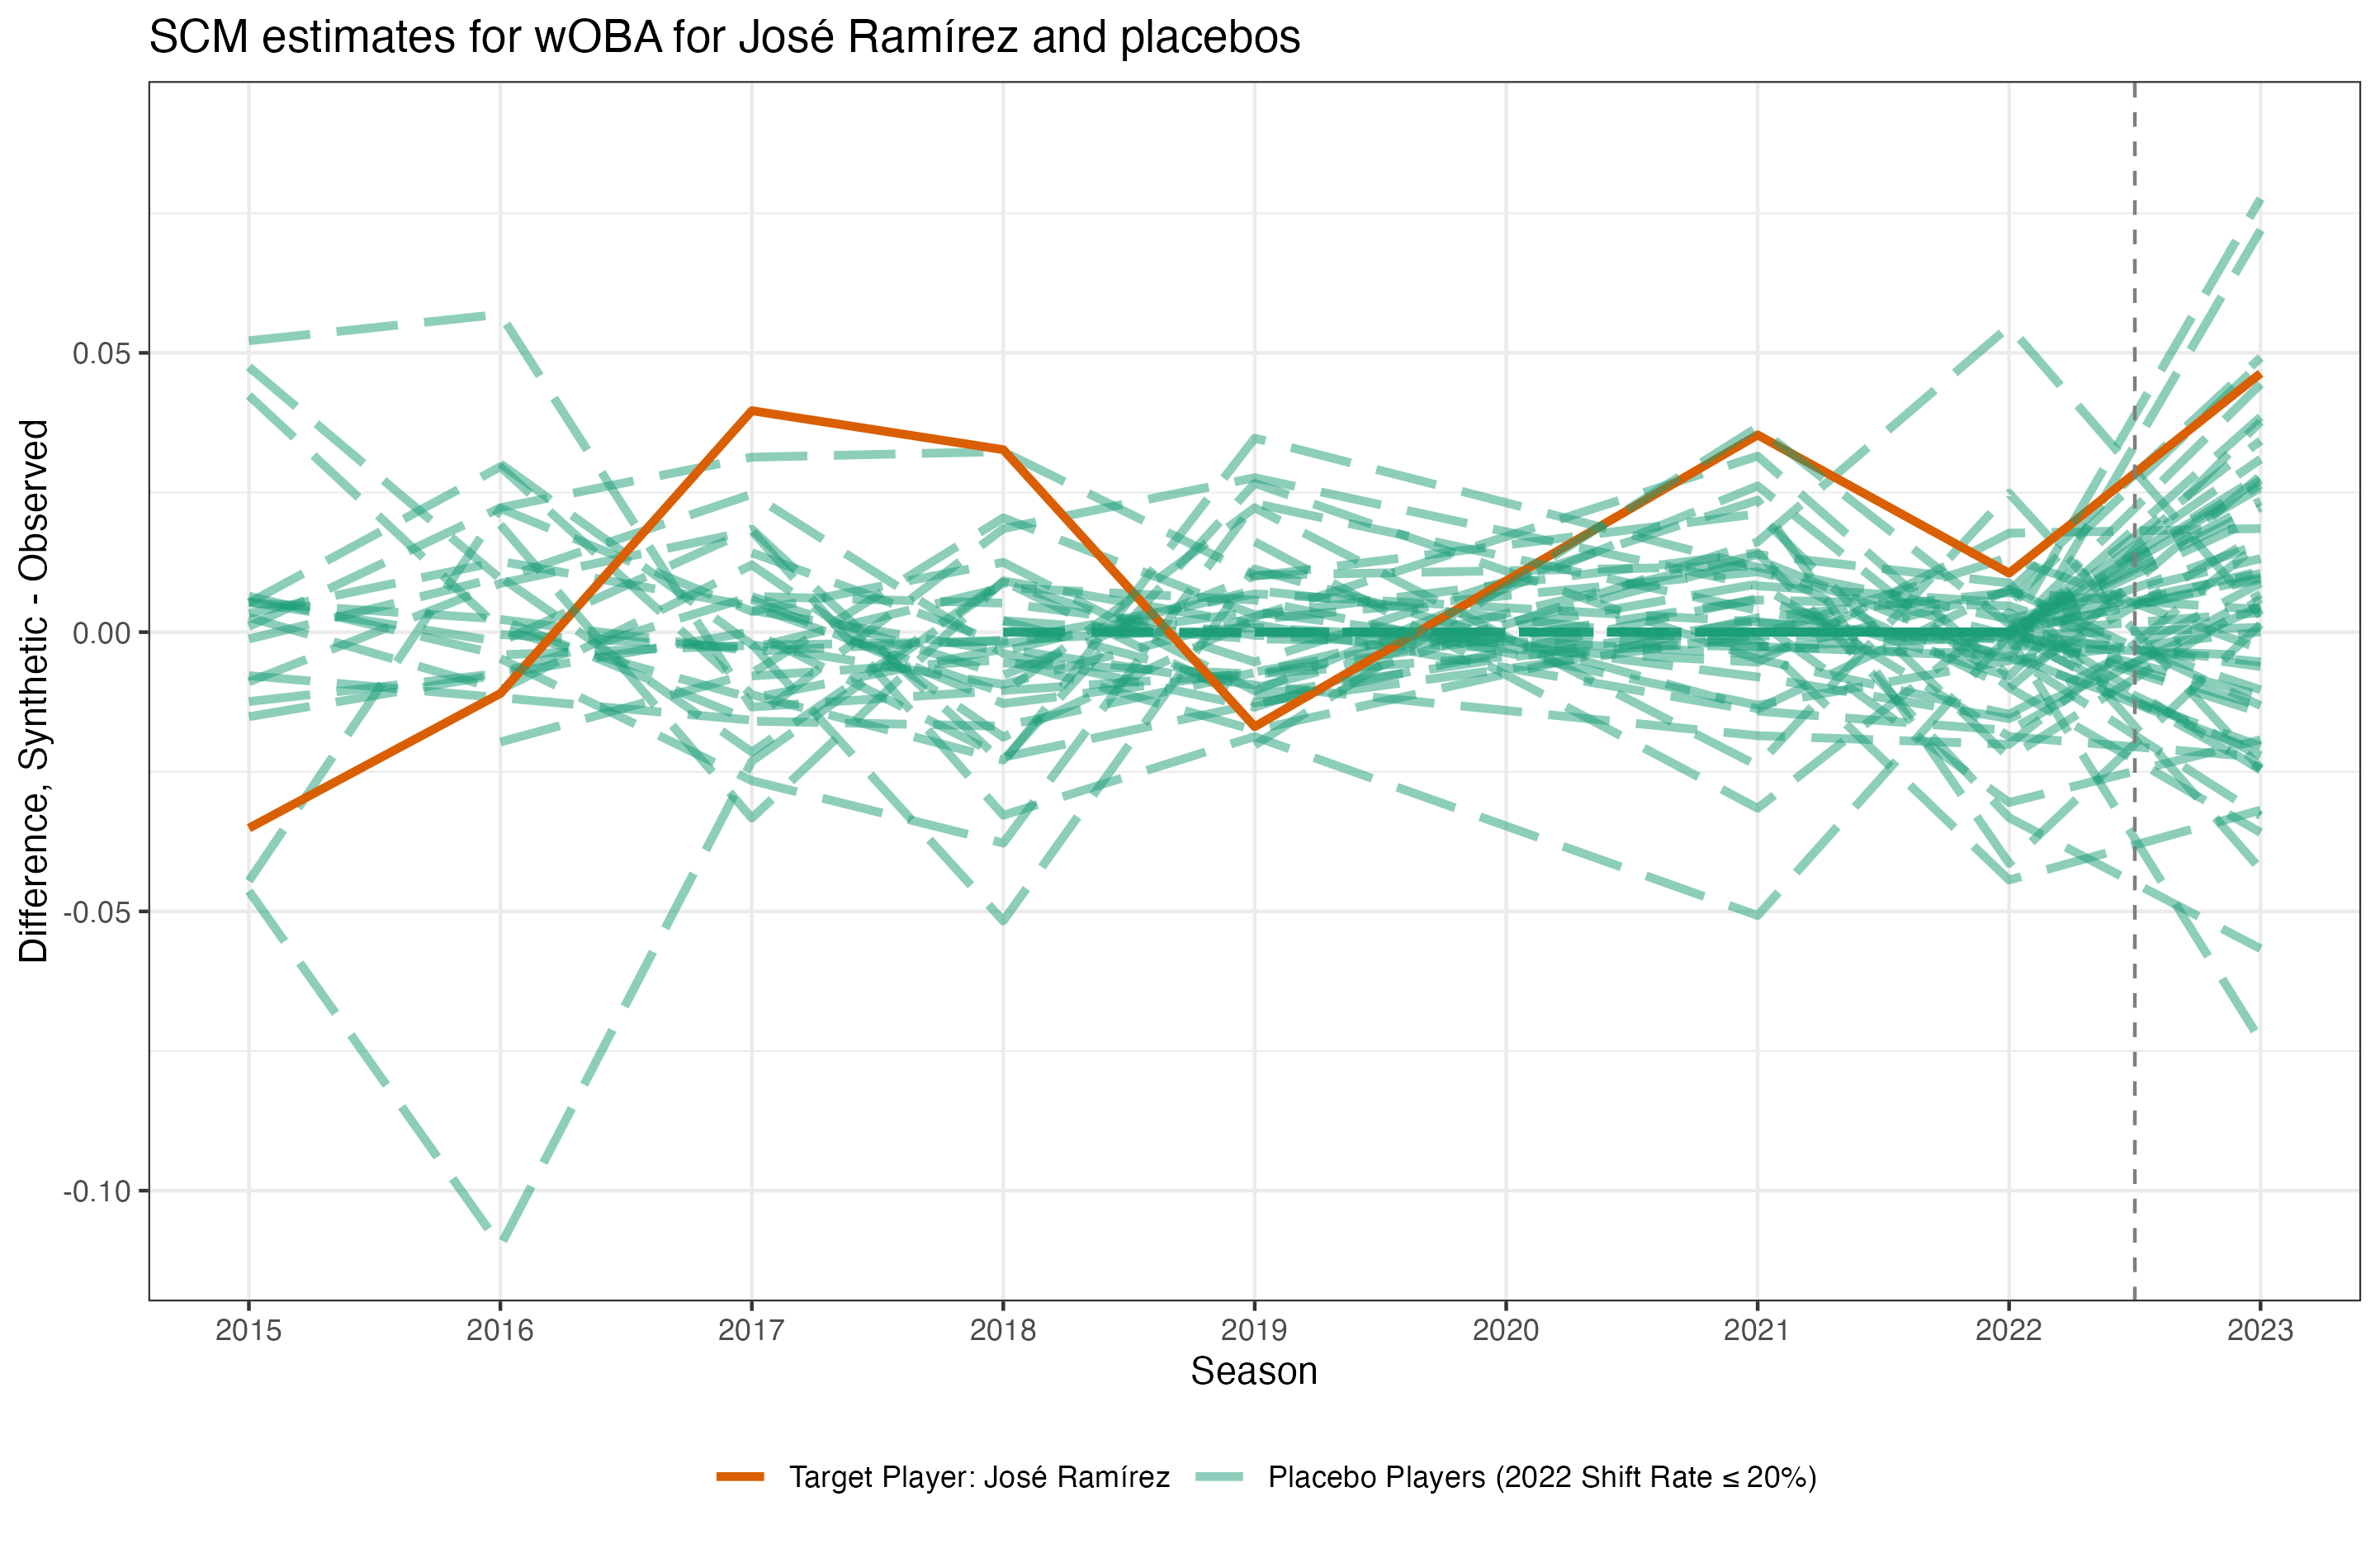 SCM estimates for wOBA for José Ramírez and placebos
Difference, Synthetic - Observed
0.05
0.00
-0.05
-0.10
2015 2016 2017 2018 2019 2020 2021 2022 2023
Season
Target Player: José Ramírez Placebo Players (2022 Shift Rate ≤ 20%)